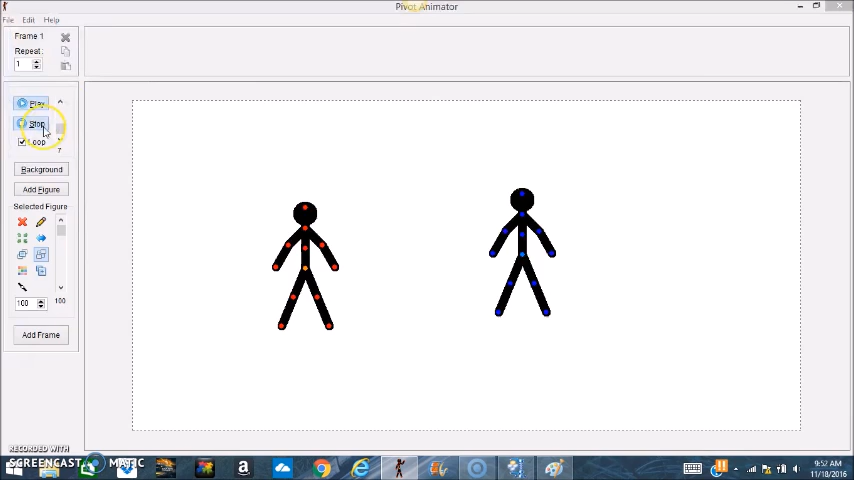 Pivot Animator
File Edit Help
Frame 1
Repeat:
1
Play
Stop
Loop
7
Background
Add Figure
Selected Figure
100
100
Add Frame
RECORDED WITH
SCREENCAST MATIC
a
9:52 AM
11/18/2016